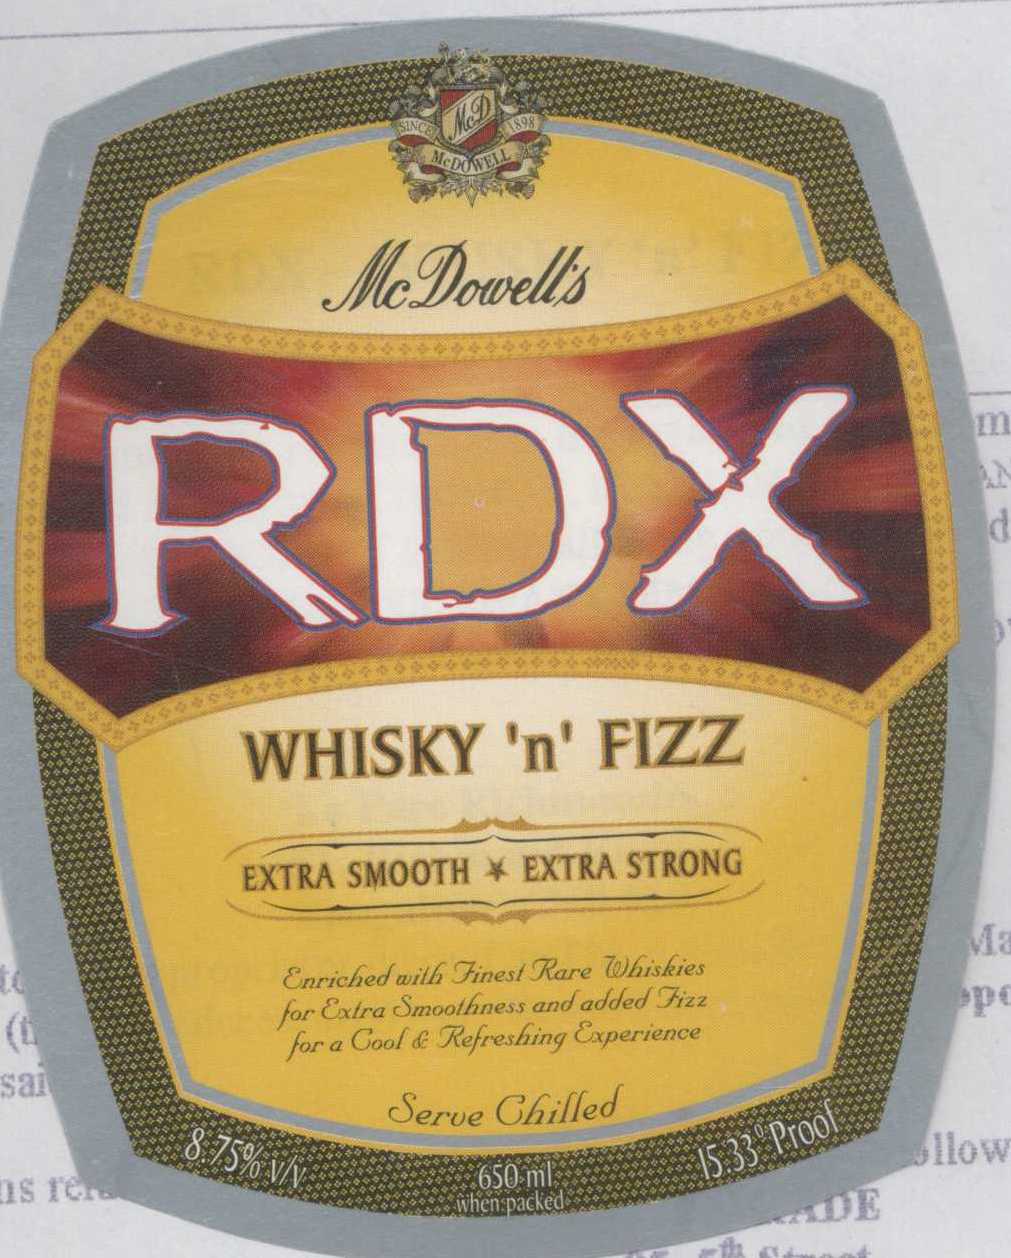 McD
SINCE 1898
McDOWELL
McDowell's
RDX
WHISKY 'n' FIZZ
EXTRA SMOOTH ★ EXTRA STRONG
Enriched with Finest Rare Whiskies
for Extra Smoothness and added Fizz
for a Cool & Refreshing Experience
Serve Chilled
8.75% V/V
650 ml
when packed
15.33° Proof
5th Street